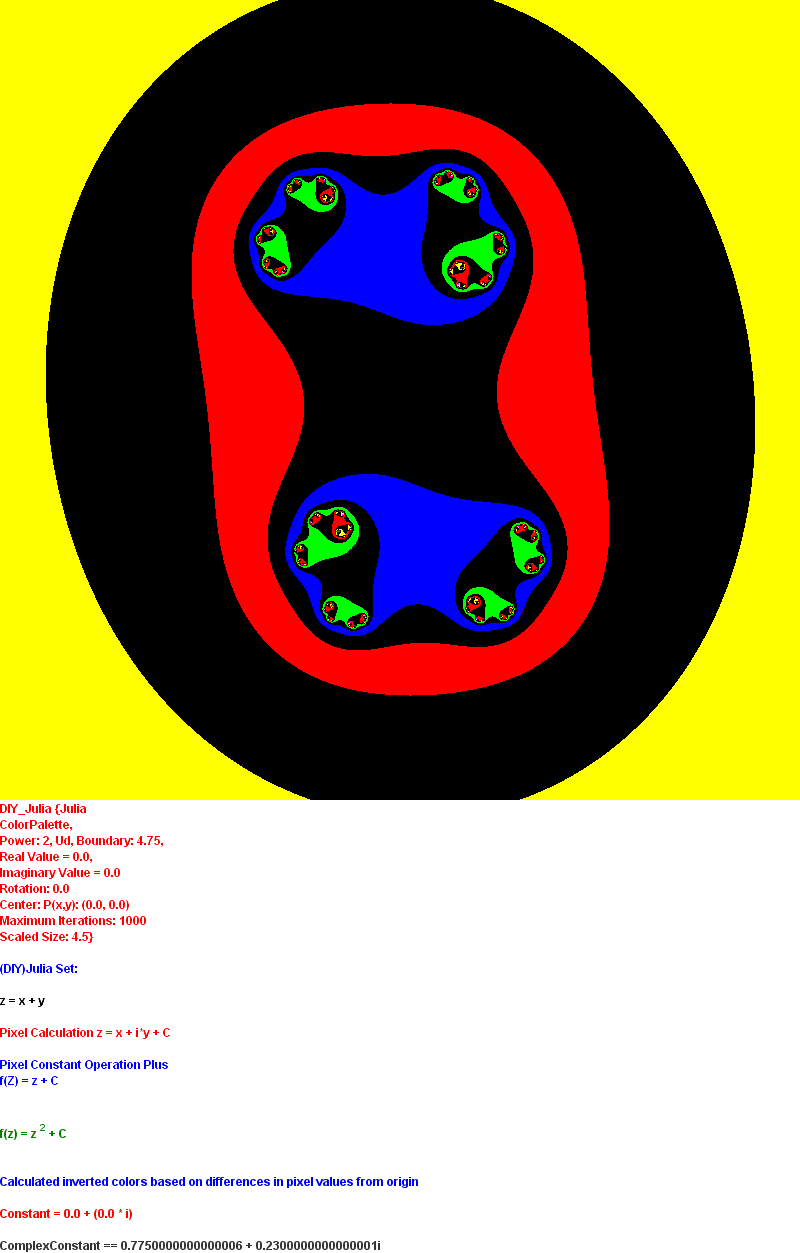 DIY_Julia {Julia
ColorPalette,
Power: 2, Ud, Boundary: 4.75,
Real Value = 0.0,
Imaginary Value = 0.0
Rotation: 0.0
Center: P(x,y): (0.0, 0.0)
Maximum Iterations: 1000
Scaled Size: 4.5}
(DIY)Julia Set:
z = x + y
Pixel Calculation z = x + i*y + C
Pixel Constant Operation Plus
f(Z) = z + C
f(z) = z 2 + C
Calculated inverted colors based on differences in pixel values from origin
Constant = 0.0 + (0.0 * i)
ComplexConstant == 0.7750000000000006 + 0.2300000000000001i